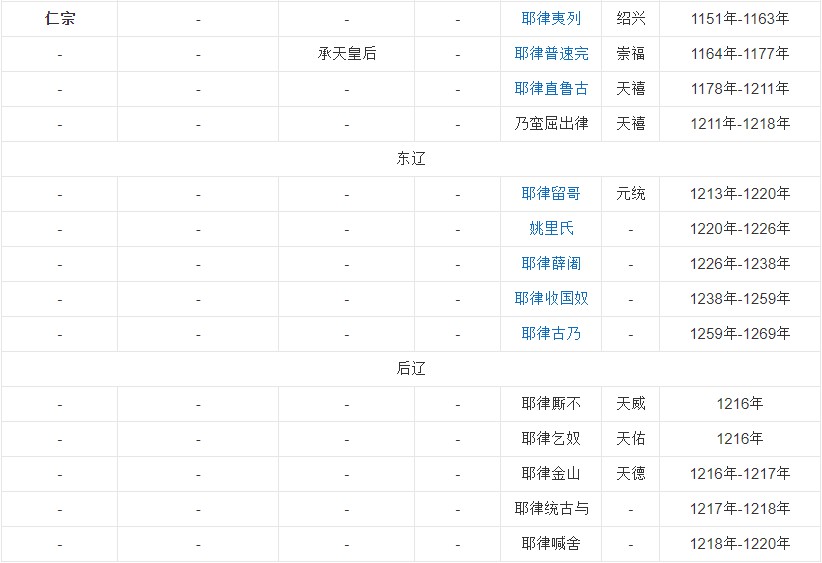 仁宗 - - - 耶律夷列 绍兴 1151年-1163年
- - 承天皇后 - 耶律普速完 崇福 1164年-1177年
- - - - 耶律直鲁古 天禧 1178年-1211年
- - - - 乃蛮屈出律 天禧 1211年-1218年
东辽
- - - - 耶律留哥 元统 1213年-1220年
- - - - 姚里氏 - 1220年-1226年
- - - - 耶律薛阇 - 1226年-1238年
- - - - 耶律收国奴 - 1238年-1259年
- - - - 耶律古乃 - 1259年-1269年
后辽
- - - - 耶律厮不 天威 1216年
- - - - 耶律乞奴 天佑 1216年
- - - - 耶律金山 天德 1216年-1217年
- - - - 耶律统古与 - 1217年-1218年
- - - - 耶律喊舍 - 1218年-1220年